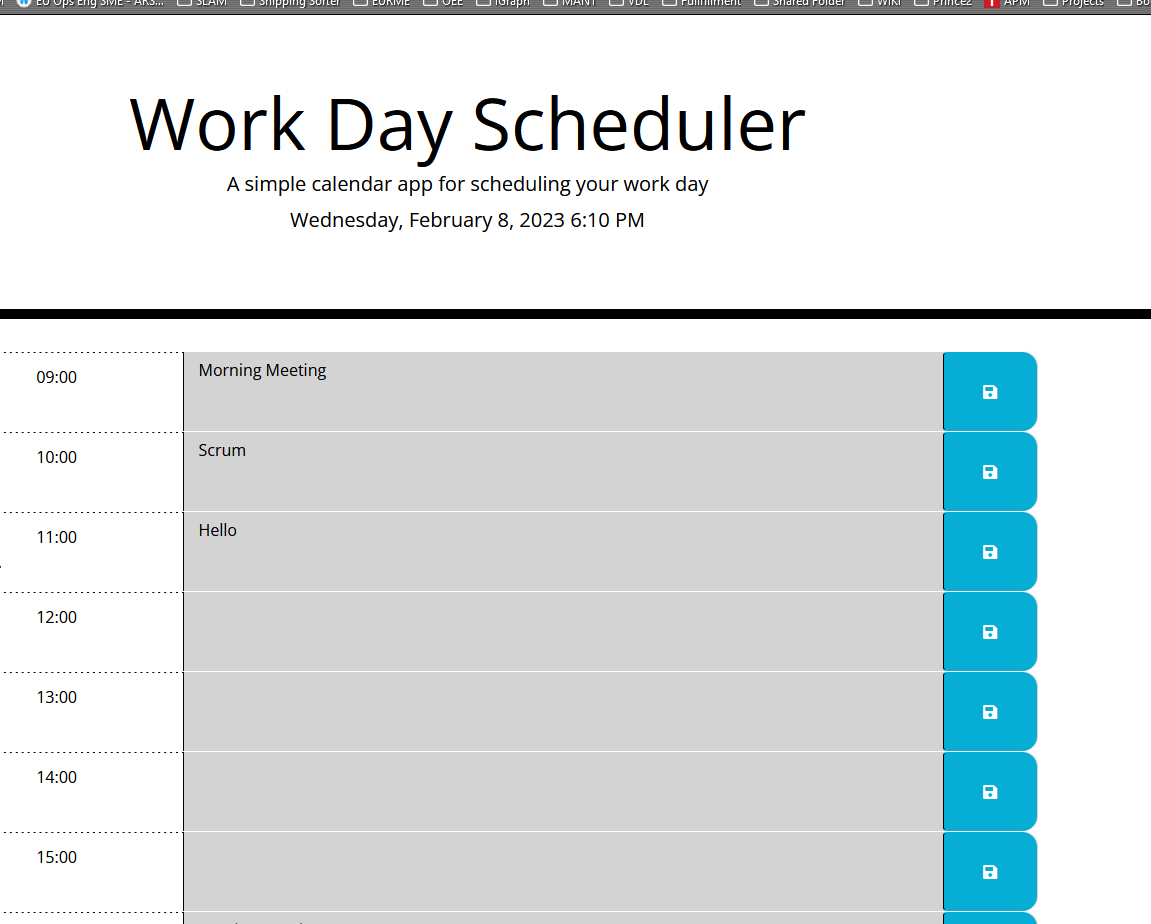 EU Ops Eng SME - ARS... SLAM Shipping Sorter EURME OEE iGraph MANT VDL Fulfillment Shared Folder WIKI Prince2 APM Projects
Work Day Scheduler
A simple calendar app for scheduling your work day
Wednesday, February 8, 2023 6:10 PM
09:00 Morning Meeting
10:00 Scrum
11:00 Hello
12:00
13:00
14:00
15:00